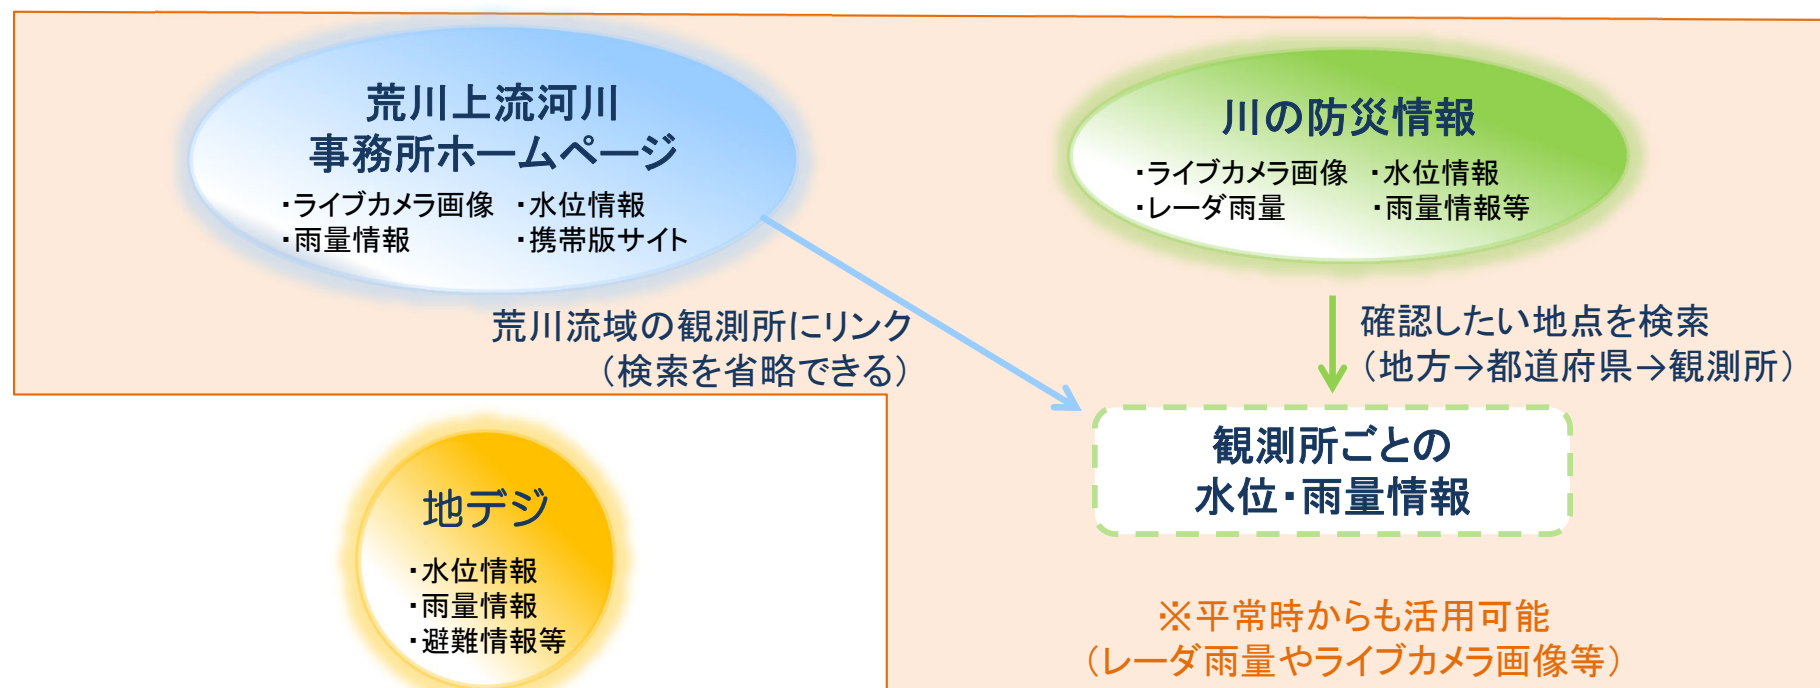 荒川上流河川
事務所ホームページ
・ライブカメラ画像 ・水位情報
・雨量情報 ・携帯版サイト
川の防災情報
・ライブカメラ画像 ・水位情報
・レーダ雨量 ・雨量情報等
荒川流域の観測所にリンク
（検索を省略できる）
確認したい地点を検索
（地方→都道府県→観測所）
観測所ごとの
水位・雨量情報
地デジ
・水位情報
・雨量情報
・避難情報等
※平常時からも活用可能
（レーダ雨量やライブカメラ画像等）